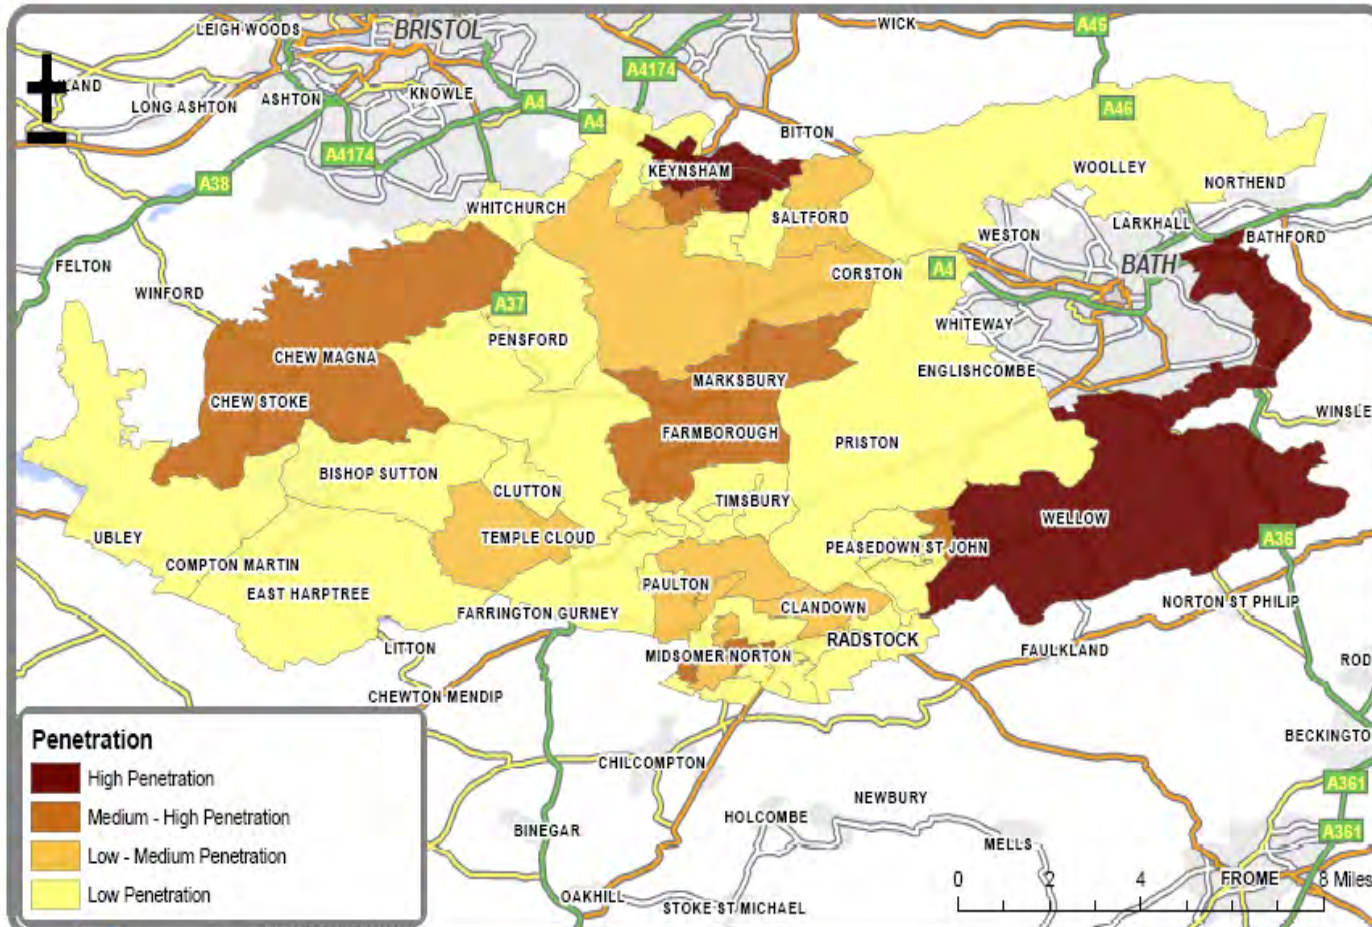 LEIGH WOODS
BRISTOL
WICK
A46
A4174
ILAND
LONG ASHTON
ASHTON
KNOWLE
A4
A4
A46
BITTON
A4174
KEYNSHAM
WOOLLEY
A38
NORTHEND
WHITCHURCH
SALTFORD
LARKHALL
WESTON
BATHFORD
FELTON
BATH
CORSTON
A4
WINFORD
A37
WHITEWAY
PENSFORD
CHEW MAGNA
ENGLISHCOMBE
MARKSBURY
CHEW STOKE
WINSLE
FARMBOROUGH
PRISTON
BISHOP SUTTON
CLUTTON
TIMSBURY
WELLOW
UBLEY
TEMPLE CLOUD
A36
PEASEDOWN ST JOHN
COMPTON MARTIN
PAULTON
EAST HARPTREE
FARRINGTON GURNEY
CLANDOWN
NORTON ST PHILIP
RADSTOCK
LITTON
MIDSOMER NORTON
FAULKLAND
ROD
CHEWTON MENDIP
BECKINGTO
CHILCOMPTON
A361
NEWBURY
HOLCOMBE
BINEGAR
A361
MELLS
FROME
OAKHILL
STOKE ST MICHAEL
0 2 4 8 Miles
Penetration
High Penetration
Medium - High Penetration
Low - Medium Penetration
Low Penetration